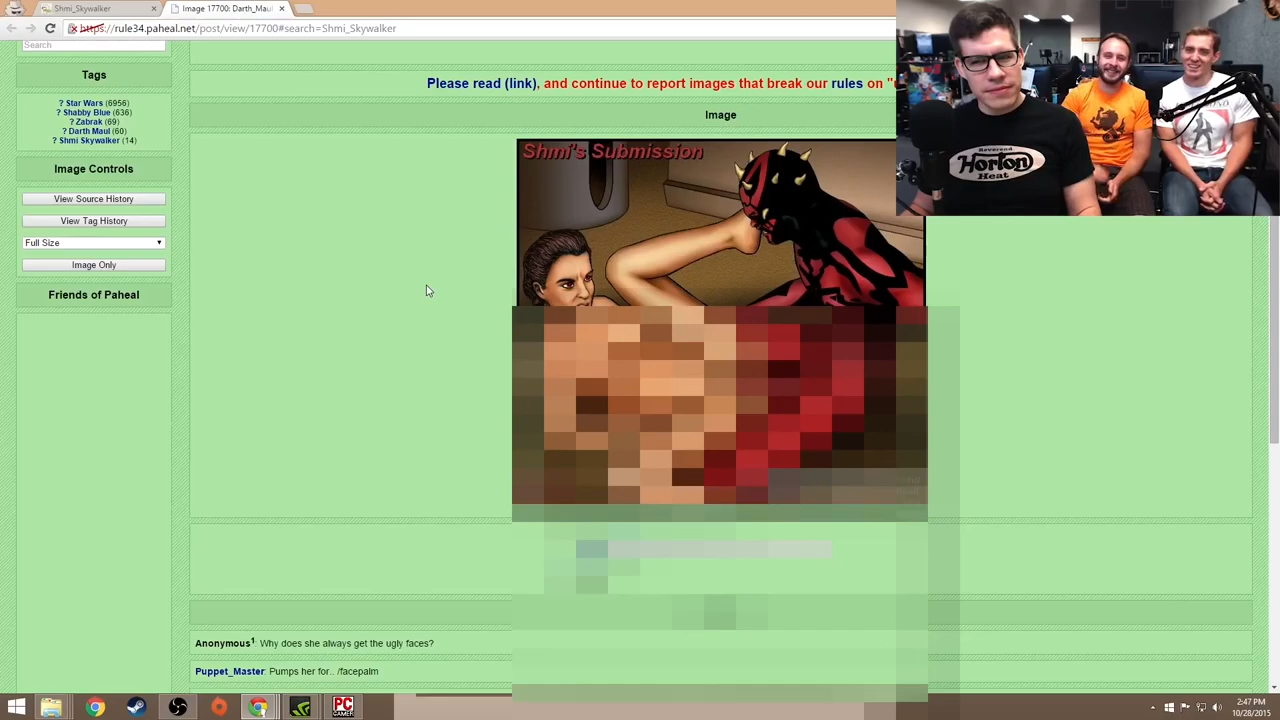 Shmi_Skywalker
Image 17700: Darth_Maul
https://rule34.paheal.net/post/view/17700#search=Shmi_Skywalker
Search
Tags
? Star Wars (6956)
? Shabby Blue (636)
? Zabrak (69)
? Darth Maul (60)
? Shmi Skywalker (14)
Image Controls
View Source History
View Tag History
Full Size
Image Only
Friends of Paheal
Please read (link), and continue to report images that break our rules on "
Image
Shmi's Submission
Reverend
Horton
Heat
Anonymous1: Why does she always get the ugly faces?
Puppet_Master: Pumps her for.. /facepalm
PC
GAMER
2:47 PM
10/28/2015